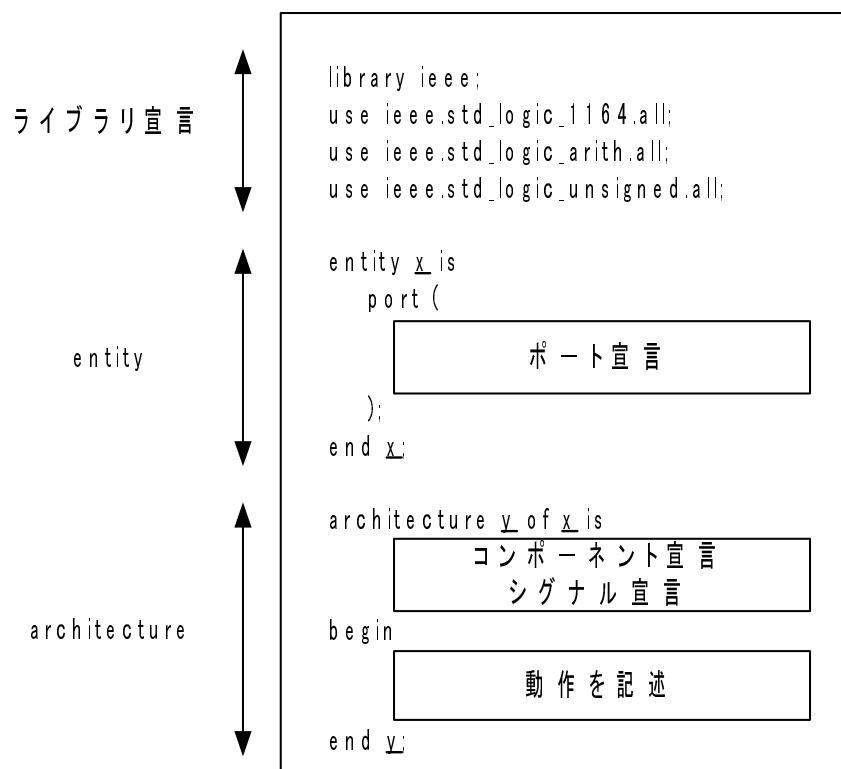 ライブラリ宣言
library ieee;
use ieee.std_logic_1164.all;
use ieee.std_logic_arith.all;
use ieee.std_logic_unsigned.all;
entity
entity x is
port (
ポート宣言
);
end x;
architecture
architecture y of x is
コンポーネント宣言
シグナル宣言
begin
動作を記述
end y;